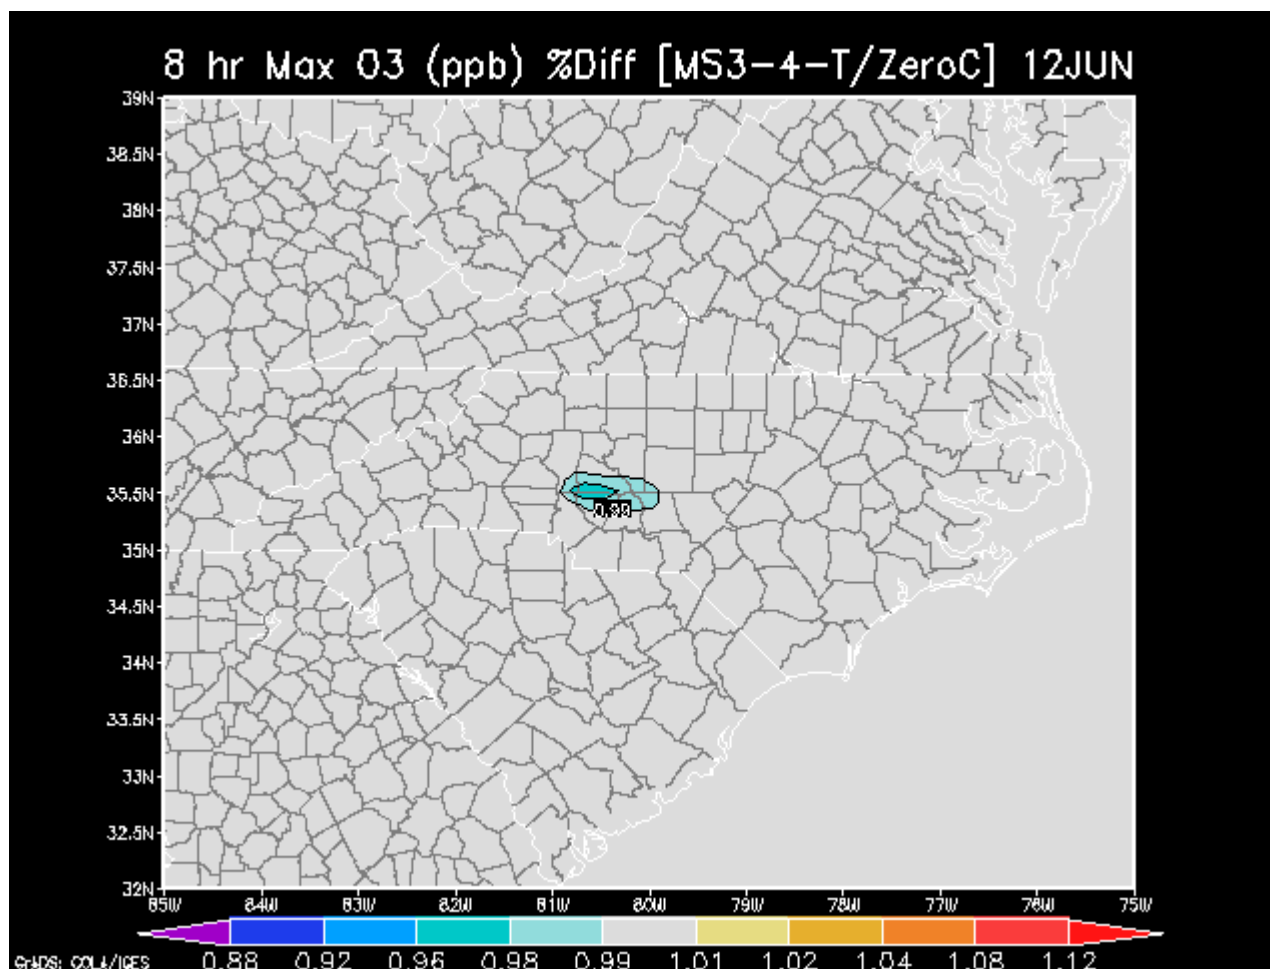 8 hr Max O3 (ppb) %Diff [MS3-4-T/ZeroC] 12JUN
39N
38.5N
38N
37.5N
37N
36.5N
36N
35.5N
0.98
35N
34.5N
34N
33.5N
33N
32.5N
32N
85W 84W 83W 82W 81W 80W 79W 78W 77W 76W 75W
GrADS: COLA/IGES 0.88 0.92 0.96 0.98 0.99 1.01 1.02 1.04 1.08 1.12